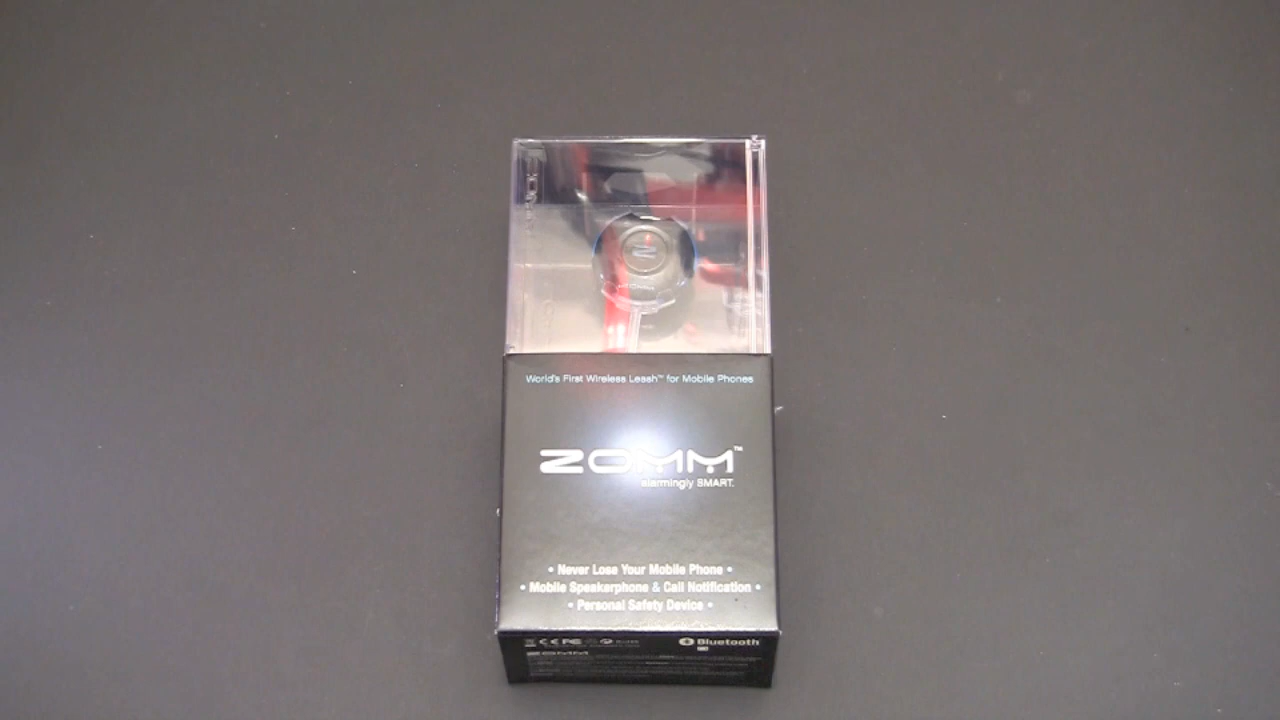 World's First Wireless Leash™ for Mobile Phones
ZOMM™
alarmingly SMART.
• Never Lose Your Mobile Phone •
• Mobile Speakerphone & Call Notification •
• Personal Safety Device •
Bluetooth
ZOMM